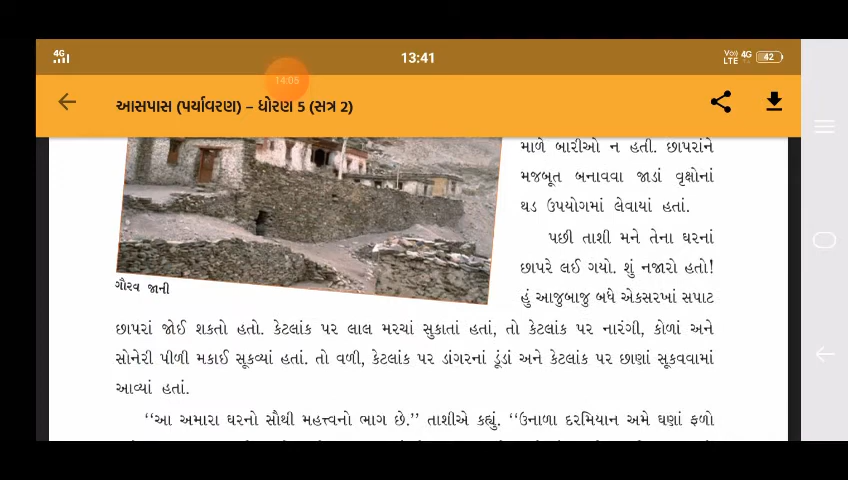 4G
13:41
Vo)) LTE 4G 42
14:05
આસપાસ (પર્યાવરણ) – ધોરણ 5 (સત્ર 2)
માળે બારીઓ ન હતી. છાપરાંને
મજબૂત બનાવવા જાડાં વૃક્ષોનાં
થડ ઉપયોગમાં લેવાયાં હતાં.
પછી તાશી મને તેના ઘરનાં
છાપરે લઈ ગયો. શું નજારો હતો!
હું આજુબાજુ બધે એકસરખાં સપાટ
ગૌરવ જાની
છાપરાં જોઈ શકતો હતો. કેટલાંક પર લાલ મરચાં સુકાતાં હતાં, તો કેટલાંક પર નારંગી, કોળાં અને
સોનેરી પીળી મકાઈ સૂકવ્યાં હતાં. તો વળી, કેટલાંક પર ડાંગરનાં ડૂંડાં અને કેટલાંક પર છાણાં સૂકવવામાં
આવ્યાં હતાં.
‘‘આ અમારા ઘરનો સૌથી મહત્ત્વનો ભાગ છે.’’ તાશીએ કહ્યું. ‘‘ઉનાળા દરમિયાન અમે ઘણાં ફળો